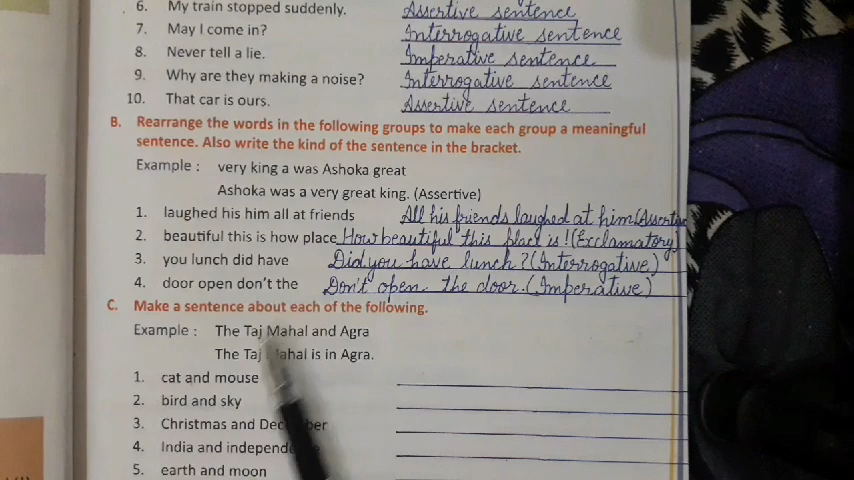 6. My train stopped suddenly. Assertive sentence
7. May I come in? Interrogative sentence
8. Never tell a lie. Imperative sentence
9. Why are they making a noise? Interrogative sentence
10. That car is ours. Assertive sentence
B. Rearrange the words in the following groups to make each group a meaningful
sentence. Also write the kind of the sentence in the bracket.
Example : very king a was Ashoka great
Ashoka was a very great king. (Assertive)
1. laughed his him all at friends All his friends laughed at him (Assertive
2. beautiful this is how place How beautiful this place is! (Exclamatory)
3. you lunch did have Did you have lunch? (Interrogative)
4. door open don't the Don't open the door. (Imperative)
C. Make a sentence about each of the following.
Example : The Taj Mahal and Agra
The Taj Mahal is in Agra.
1. cat and mouse
2. bird and sky
3. Christmas and December
4. India and independe
5. earth and moon